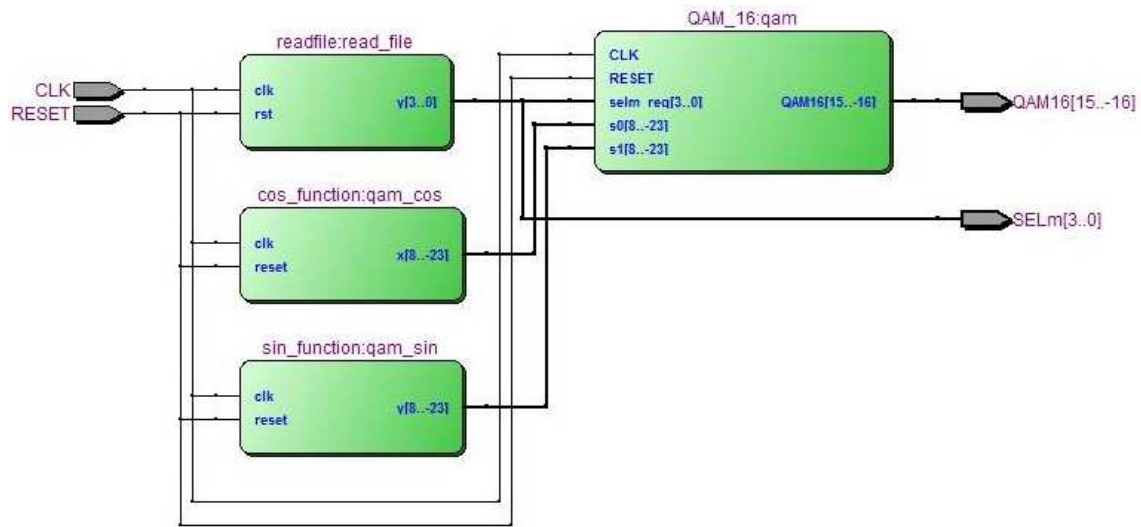 QAM_16:qam
readfile:read_file
CLK
RESET
clk
rst
y[3..0]
CLK
RESET
selm_req[3..0]
s0[8..-23]
s1[8..-23]
QAM16[15..-16]
QAM16[15..-16]
SELm[3..0]
cos_function:qam_cos
clk
reset
x[8..-23]
sin_function:qam_sin
clk
reset
y[8..-23]